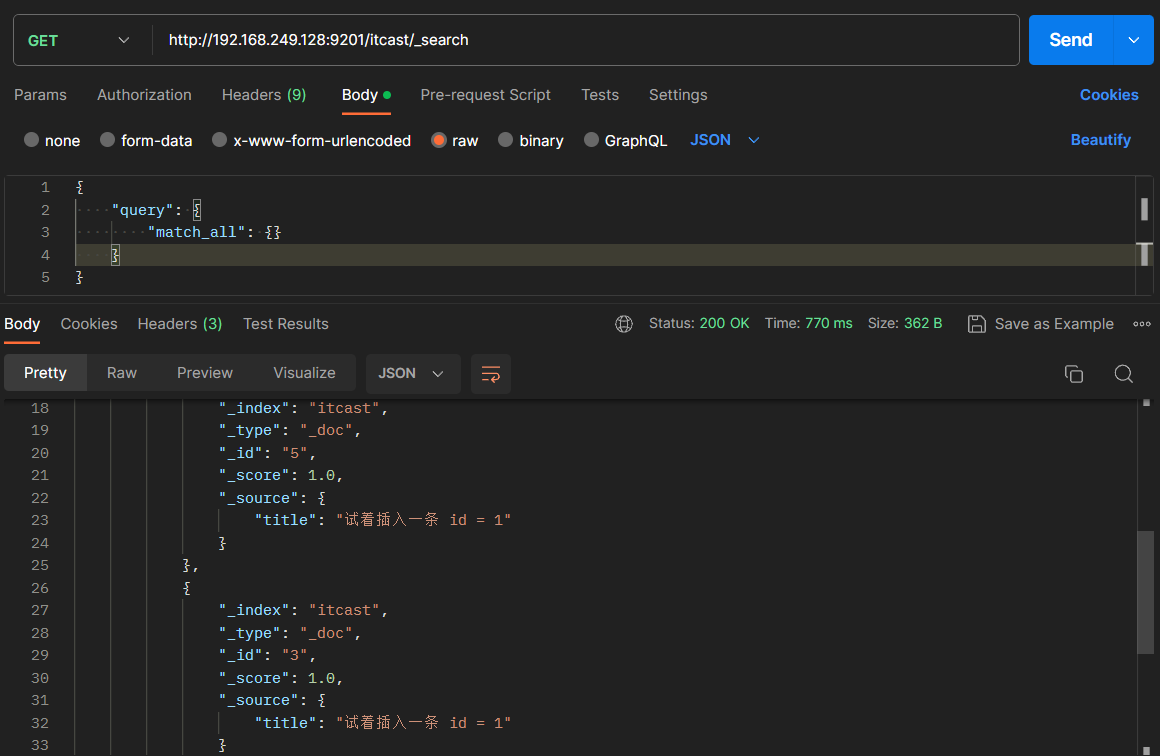 GET http://192.168.249.128:9201/itcast/_search Send
Params Authorization Headers (9) Body Pre-request Script Tests Settings Cookies
none form-data x-www-form-urlencoded raw binary GraphQL JSON Beautify
1 {
2 "query": {
3 "match_all": {}
4 }
5 }
Body Cookies Headers (3) Test Results Status: 200 OK Time: 770 ms Size: 362 B Save as Example
Pretty Raw Preview Visualize JSON
18 "_index": "itcast",
19 "_type": "_doc",
20 "_id": "5",
21 "_score": 1.0,
22 "_source": {
23 "title": "试着插入一条 id = 1"
24 }
25 },
26 {
27 "_index": "itcast",
28 "_type": "_doc",
29 "_id": "3",
30 "_score": 1.0,
31 "_source": {
32 "title": "试着插入一条 id = 1"
33 }